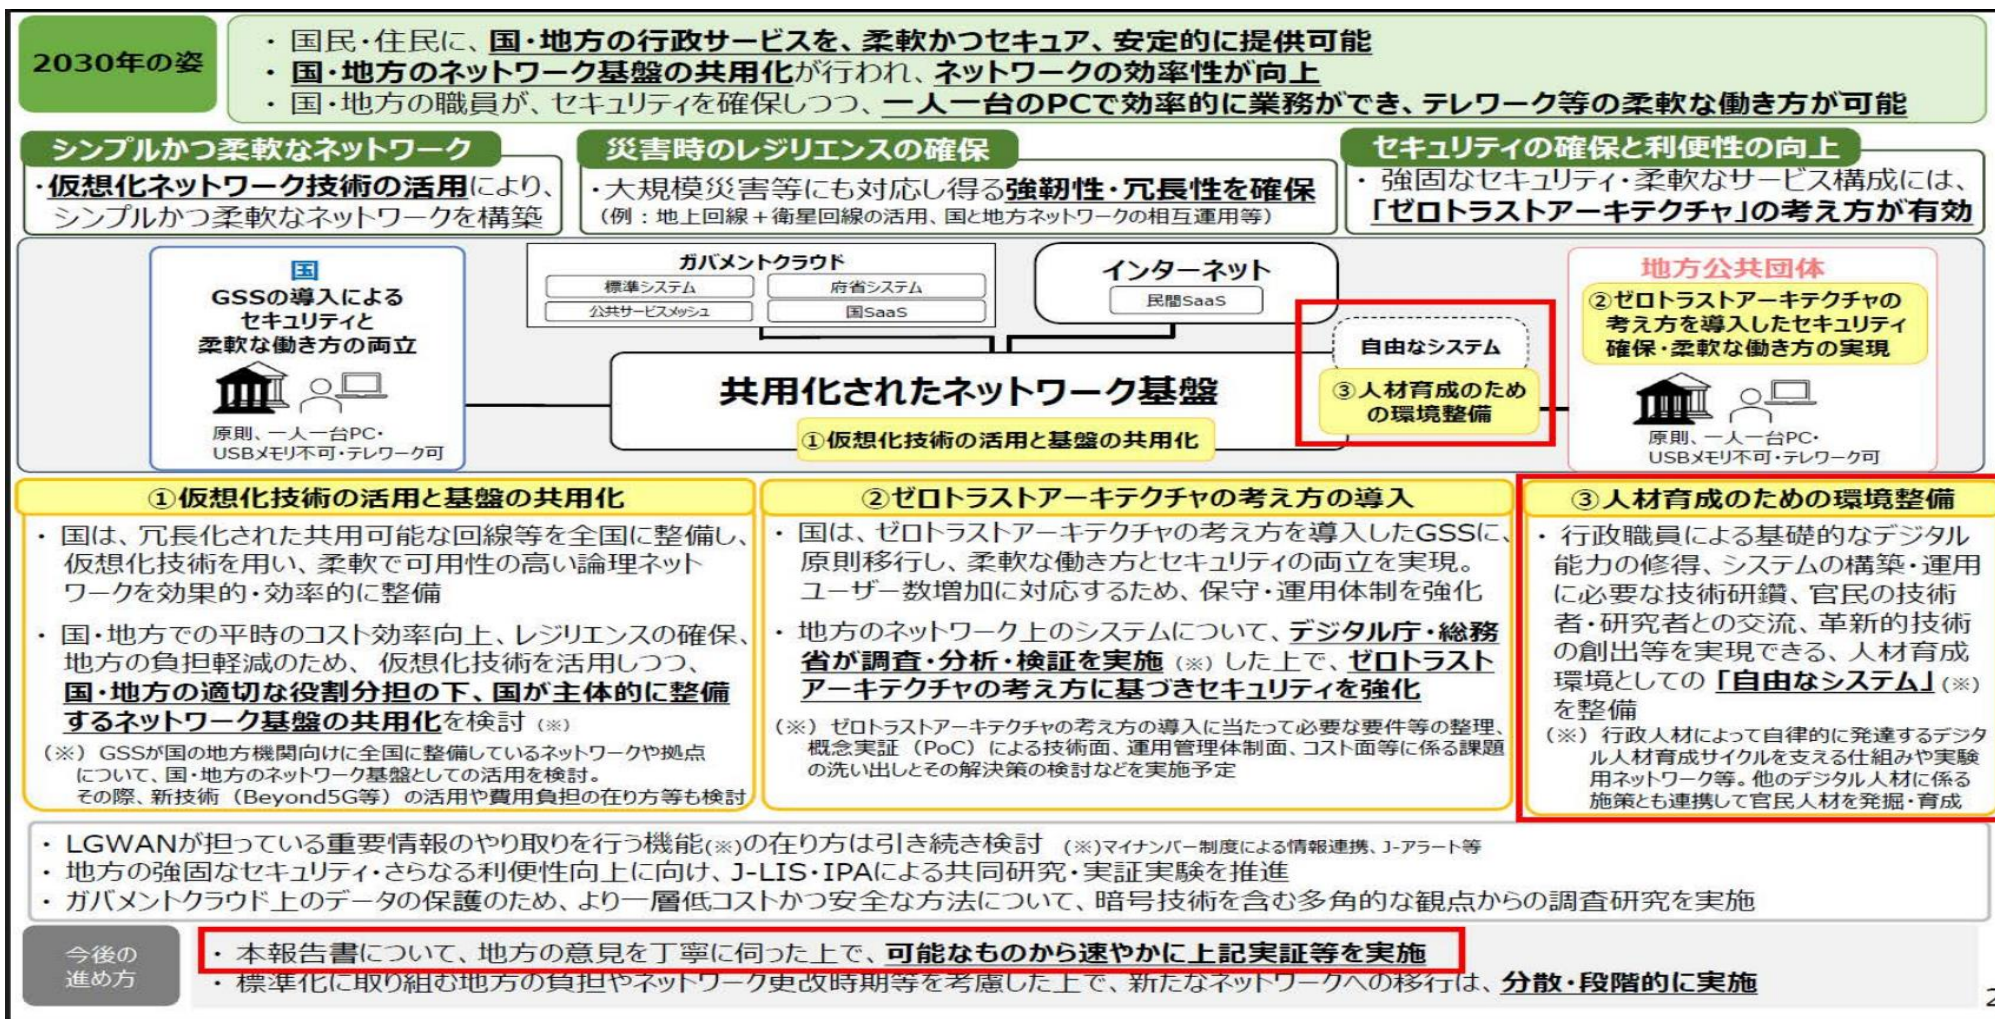 2030年の姿
・国民・住民に、国・地方の行政サービスを、柔軟かつセキュア、安定的に提供可能
・国・地方のネットワーク基盤の共用化が行われ、ネットワークの効率性が向上
・国・地方の職員が、セキュリティを確保しつつ、一人一台のPCで効率的に業務ができ、テレワーク等の柔軟な働き方が可能
シンプルかつ柔軟なネットワーク
・仮想化ネットワーク技術の活用により、
シンプルかつ柔軟なネットワークを構築
災害時のレジリエンスの確保
・大規模災害等にも対応し得る強靭性・冗長性を確保
（例：地上回線＋衛星回線の活用、国と地方ネットワークの相互運用等）
セキュリティの確保と利便性の向上
・強固なセキュリティ・柔軟なサービス構成には、
「ゼロトラストアーキテクチャ」の考え方が有効
国
GSSの導入による
セキュリティと
柔軟な働き方の両立
原則、一人一台PC・
USBメモリ不可・テレワーク可
ガバメントクラウド
標準システム
府省システム
公共サービスメッシュ
国SaaS
インターネット
民間SaaS
共用化されたネットワーク基盤
①仮想化技術の活用と基盤の共用化
自由なシステム
③人材育成のため
の環境整備
地方公共団体
②ゼロトラストアーキテクチャの
考え方を導入したセキュリティ
確保・柔軟な働き方の実現
原則、一人一台PC・
USBメモリ不可・テレワーク可
①仮想化技術の活用と基盤の共用化
・国は、冗長化された共用可能な回線等を全国に整備し、
仮想化技術を用い、柔軟で可用性の高い論理ネット
ワークを効果的・効率的に整備
・国・地方での平時のコスト効率向上、レジリエンスの確保、
地方の負担軽減のため、仮想化技術を活用しつつ、
国・地方の適切な役割分担の下、国が主体的に整備
するネットワーク基盤の共用化を検討（※）
（※）GSSが国の地方機関向けに全国に整備しているネットワークや拠点
について、国・地方のネットワーク基盤としての活用を検討。
その際、新技術（Beyond5G等）の活用や費用負担の在り方等も検討
②ゼロトラストアーキテクチャの考え方の導入
・国は、ゼロトラストアーキテクチャの考え方を導入したGSSに、
原則移行し、柔軟な働き方とセキュリティの両立を実現。
ユーザー数増加に対応するため、保守・運用体制を強化
・地方のネットワーク上のシステムについて、デジタル庁・総務
省が調査・分析・検証を実施（※）した上で、ゼロトラスト
アーキテクチャの考え方に基づきセキュリティを強化
（※）ゼロトラストアーキテクチャの考え方の導入に当たって必要な要件等の整理、
概念実証（PoC）による技術面、運用管理体制面、コスト面等に係る課題
の洗い出しとその解決策の検討などを実施予定
③人材育成のための環境整備
・行政職員による基礎的なデジタル
能力の修得、システムの構築・運用
に必要な技術研鑽、官民の技術
者・研究者との交流、革新的技術
の創出等を実現できる、人材育成
環境としての「自由なシステム」（※）
を整備
（※）行政人材によって自律的に発達するデジタ
ル人材育成サイクルを支える仕組みや実験
用ネットワーク等。他のデジタル人材に係る
施策とも連携して官民人材を発掘・育成
・LGWANが担っている重要情報のやり取りを行う機能(※)の在り方は引き続き検討　(※)マイナンバー制度による情報連携、J-アラート等
・地方の強固なセキュリティ・さらなる利便性向上に向け、J-LIS・IPAによる共同研究・実証実験を推進
・ガバメントクラウド上のデータの保護のため、より一層低コストかつ安全な方法について、暗号技術を含む多角的な観点からの調査研究を実施
今後の
進め方
・本報告書について、地方の意見を丁寧に伺った上で、可能なものから速やかに上記実証等を実施
・標準化に取り組む地方の負担やネットワーク更改時期等を考慮した上で、新たなネットワークへの移行は、分散・段階的に実施
2